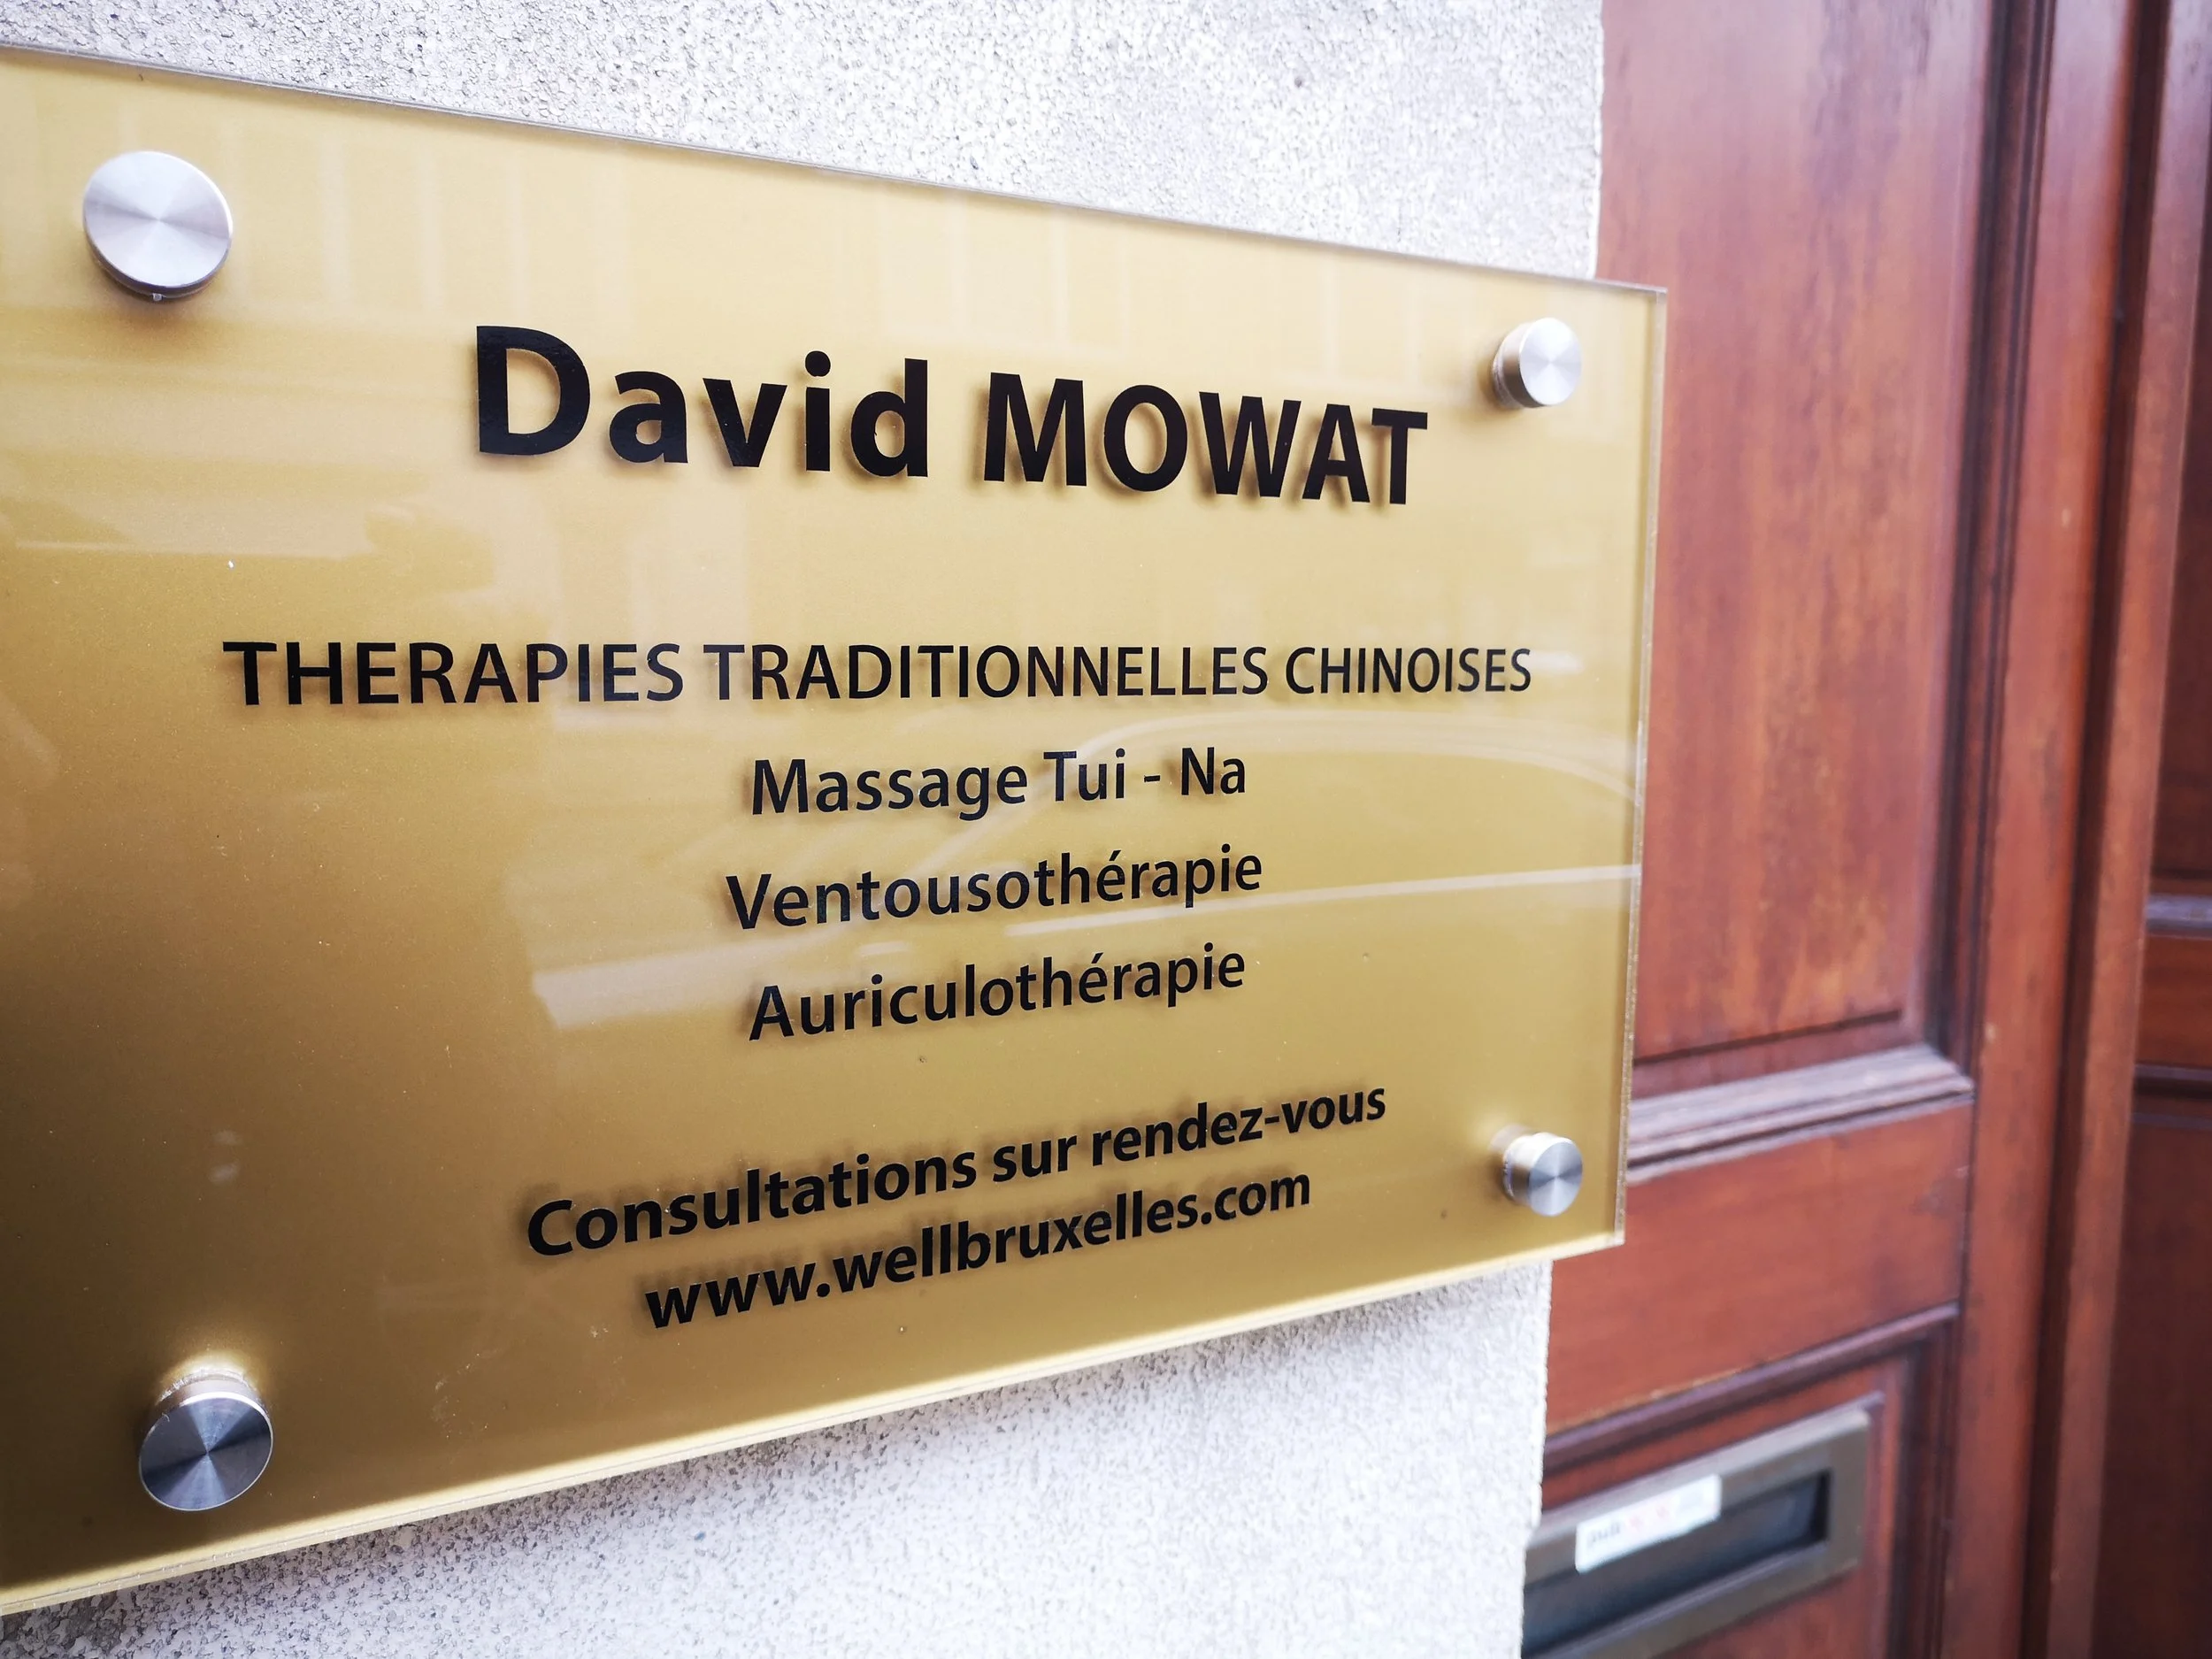 David MOWAT
THERAPIES TRADITIONNELLES CHINOISES
Massage Tui - Na
Ventousothérapie
Auriculothérapie
Consultations sur rendez-vous
www.wellbruxelles.com